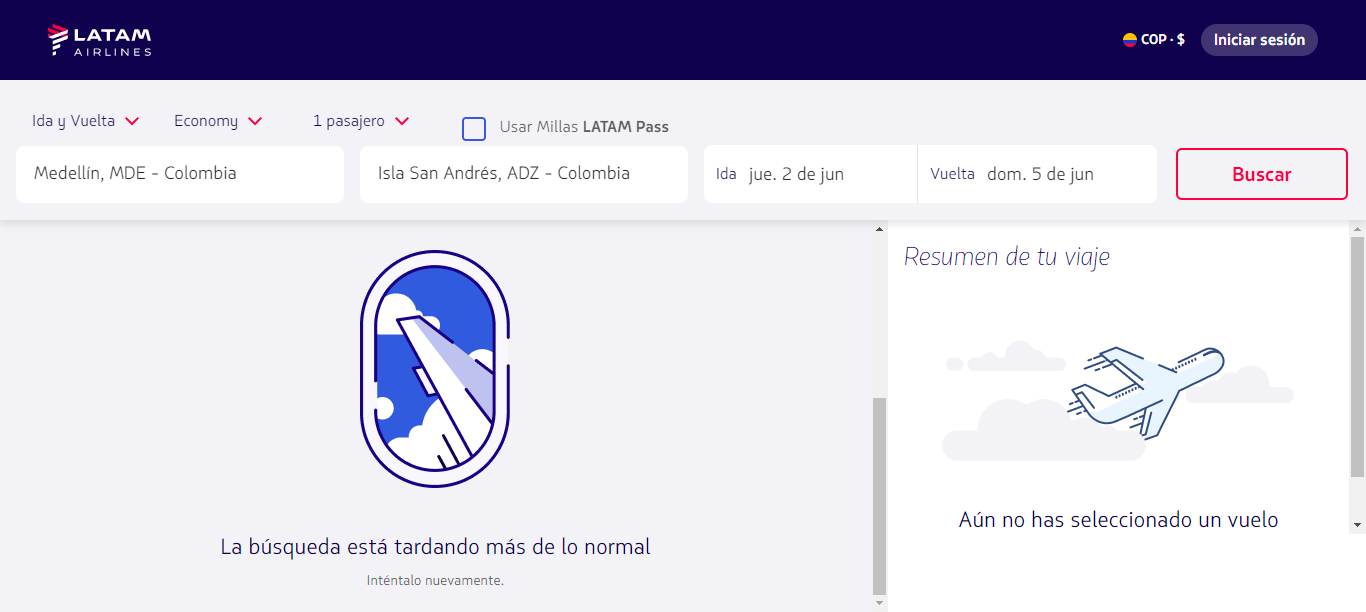 LATAM
AIRLINES
COP · $
Iniciar sesión
Ida y Vuelta
Economy
1 pasajero
Usar Millas LATAM Pass
Medellín, MDE - Colombia
Isla San Andrés, ADZ - Colombia
Ida jue. 2 de jun
Vuelta dom. 5 de jun
Buscar
Resumen de tu viaje
Aún no has seleccionado un vuelo
La búsqueda está tardando más de lo normal
Inténtalo nuevamente.